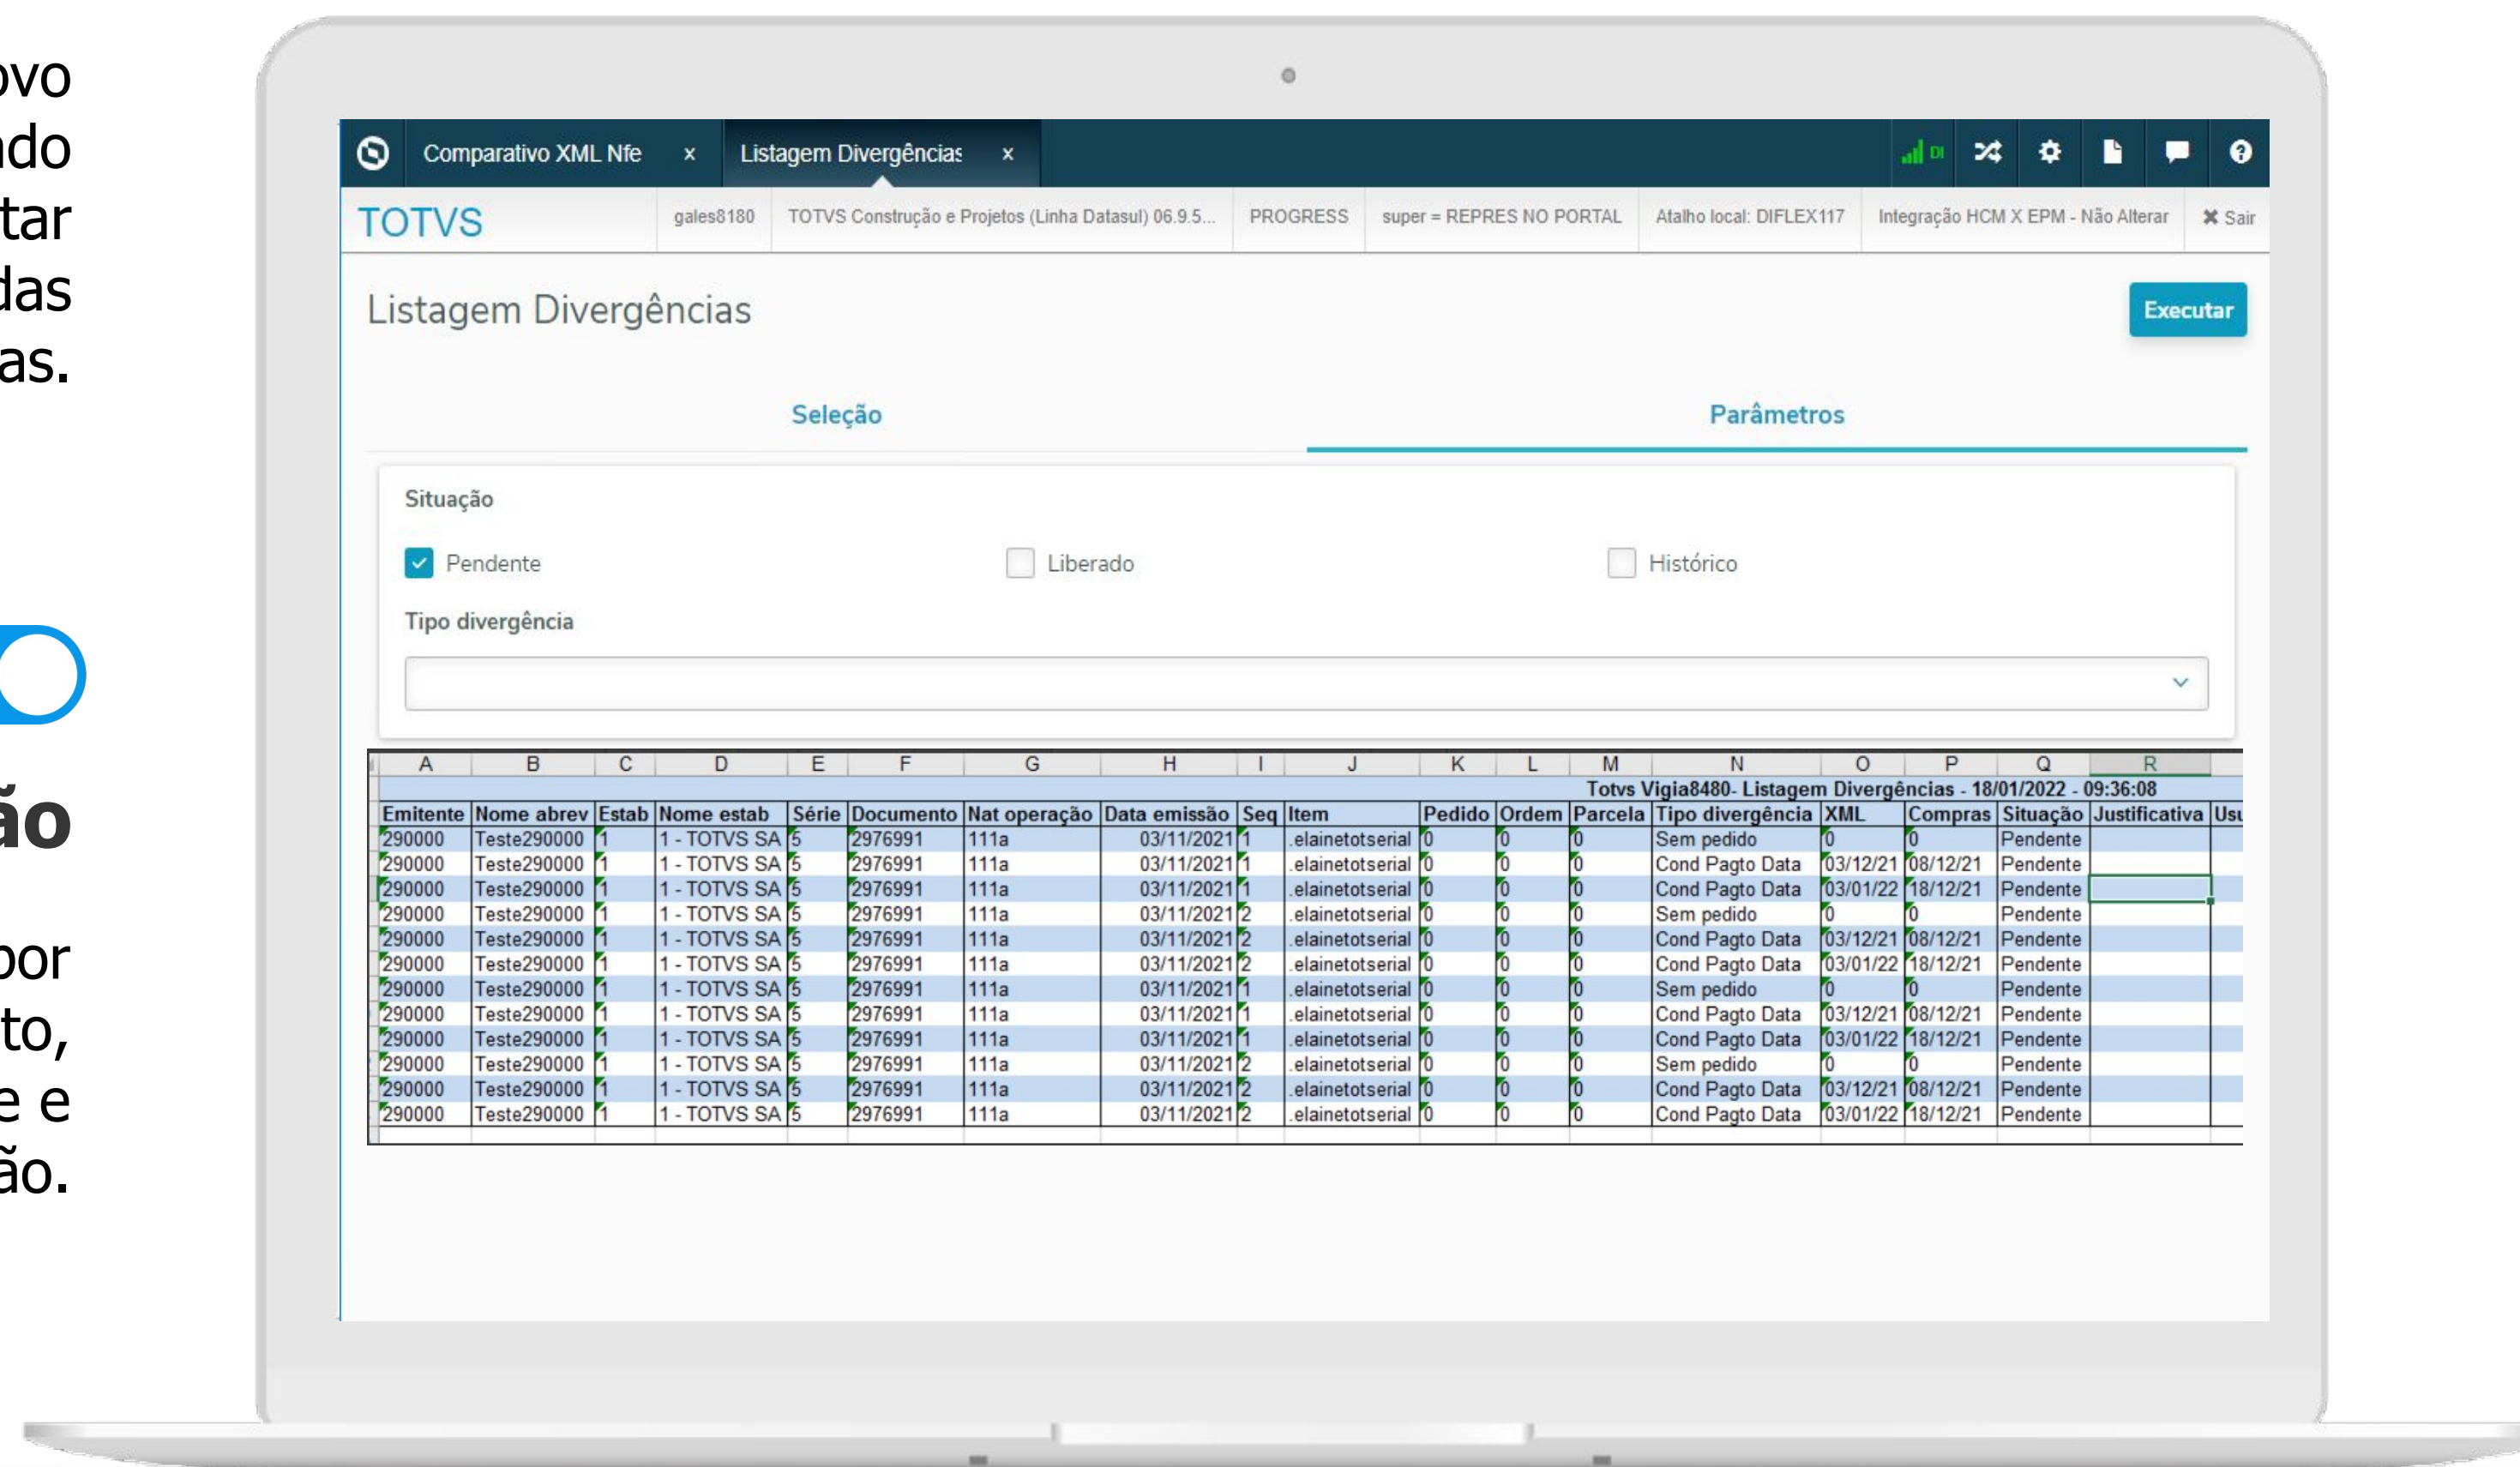 ovo
ndo
tar
das
as.
ão
por
to,
e e
ão.
Comparativo XML Nfe x Listagem Divergências x DI
TOTVS gales8180 TOTVS Construção e Projetos (Linha Datasul) 06.9.5... PROGRESS super = REPRES NO PORTAL Atalho local: DIFLEX117 Integração HCM X EPM - Não Alterar ✖ Sair
Listagem Divergências Executar
Seleção Parâmetros
Situação
Pendente Liberado Histórico
Tipo divergência
A B C D E F G H I J K L M N O P Q R
Totvs Vigia8480- Listagem Divergências - 18/01/2022 - 09:36:08
Emitente Nome abrev Estab Nome estab Série Documento Nat operação Data emissão Seq Item Pedido Ordem Parcela Tipo divergência XML Compras Situação Justificativa Usu
290000 Teste290000 1 1 - TOTVS SA 5 2976991 111a 03/11/2021 1 .elainetotserial 0 0 0 Sem pedido 0 0 Pendente
290000 Teste290000 1 1 - TOTVS SA 5 2976991 111a 03/11/2021 1 .elainetotserial 0 0 0 Cond Pagto Data 03/12/21 08/12/21 Pendente
290000 Teste290000 1 1 - TOTVS SA 5 2976991 111a 03/11/2021 1 .elainetotserial 0 0 0 Cond Pagto Data 03/01/22 18/12/21 Pendente
290000 Teste290000 1 1 - TOTVS SA 5 2976991 111a 03/11/2021 2 .elainetotserial 0 0 0 Sem pedido 0 0 Pendente
290000 Teste290000 1 1 - TOTVS SA 5 2976991 111a 03/11/2021 2 .elainetotserial 0 0 0 Cond Pagto Data 03/12/21 08/12/21 Pendente
290000 Teste290000 1 1 - TOTVS SA 5 2976991 111a 03/11/2021 2 .elainetotserial 0 0 0 Cond Pagto Data 03/01/22 18/12/21 Pendente
290000 Teste290000 1 1 - TOTVS SA 5 2976991 111a 03/11/2021 1 .elainetotserial 0 0 0 Sem pedido 0 0 Pendente
290000 Teste290000 1 1 - TOTVS SA 5 2976991 111a 03/11/2021 1 .elainetotserial 0 0 0 Cond Pagto Data 03/12/21 08/12/21 Pendente
290000 Teste290000 1 1 - TOTVS SA 5 2976991 111a 03/11/2021 1 .elainetotserial 0 0 0 Cond Pagto Data 03/01/22 18/12/21 Pendente
290000 Teste290000 1 1 - TOTVS SA 5 2976991 111a 03/11/2021 2 .elainetotserial 0 0 0 Sem pedido 0 0 Pendente
290000 Teste290000 1 1 - TOTVS SA 5 2976991 111a 03/11/2021 2 .elainetotserial 0 0 0 Cond Pagto Data 03/12/21 08/12/21 Pendente
290000 Teste290000 1 1 - TOTVS SA 5 2976991 111a 03/11/2021 2 .elainetotserial 0 0 0 Cond Pagto Data 03/01/22 18/12/21 Pendente